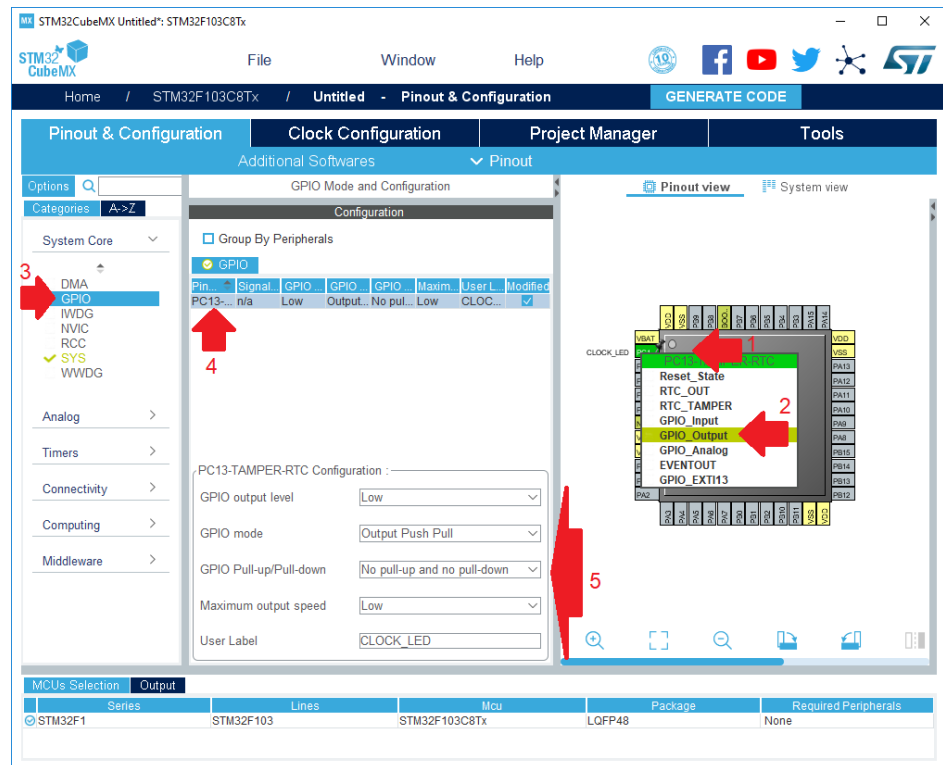 MX STM32CubeMX Untitled*: STM32F103C8Tx
STM32
CubeMX
File Window Help
10
Home / STM32F103C8Tx / Untitled - Pinout & Configuration GENERATE CODE
Pinout & Configuration Clock Configuration Project Manager Tools
Additional Softwares Pinout
Options
Categories A->Z
System Core
3
DMA
GPIO
IWDG
NVIC
RCC
SYS
WWDG
Analog
Timers
Connectivity
Computing
Middleware
GPIO Mode and Configuration
Configuration
Group By Peripherals
GPIO
Pin... Signal... GPIO ... GPIO ... GPIO ... Maxim... User L... Modified
PC13-... n/a Low Output... No pul... Low CLOC...
4
PC13-TAMPER-RTC Configuration :
GPIO output level Low
GPIO mode Output Push Pull
GPIO Pull-up/Pull-down No pull-up and no pull-down
Maximum output speed Low
User Label CLOCK_LED
5
Pinout view System view
VDD VSS PB9 PB8 BOO.. PB7 PB6 PB5 PB4 PB3 PA15 PA14
VBAT
CLOCK_LED
1
PC13-TAMPER-RTC
Reset_State
RTC_OUT
RTC_TAMPER
GPIO_Input
GPIO_Output
GPIO_Analog
EVENTOUT
GPIO_EXTI13
2
VDD
VSS
PA13
PA12
PA11
PA10
PA9
PA8
PB15
PB14
PB13
PB12
PA2
PA3 PA4 PA5 PA6 PA7 PB0 PB1 PB2 PB10 PB11 VSS VDD
MCUs Selection Output
Series Lines Mcu Package Required Peripherals
STM32F1 STM32F103 STM32F103C8Tx LQFP48 None